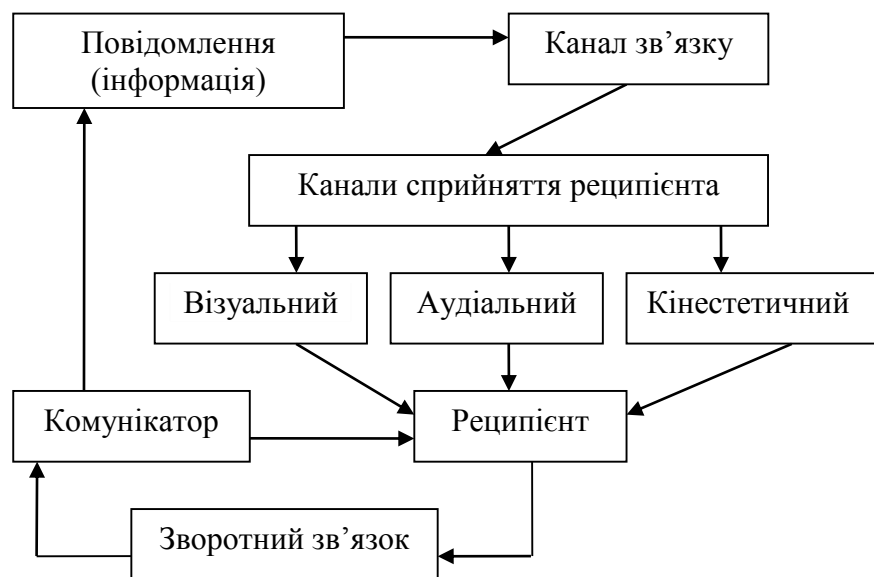 Повідомлення
(інформація)
Канал зв’язку
Канали сприйняття реципієнта
Візуальний
Аудіальний
Кінестетичний
Комунікатор
Реципієнт
Зворотний зв’язок